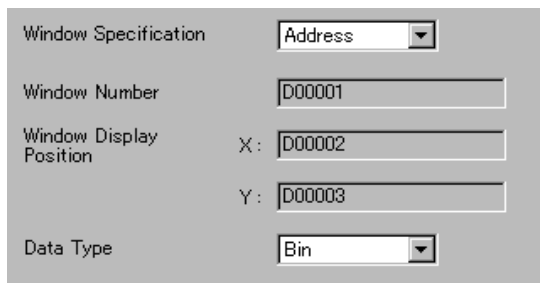 Window Specification Address
Window Number D00001
Window Display
Position X: D00002
Y: D00003
Data Type Bin